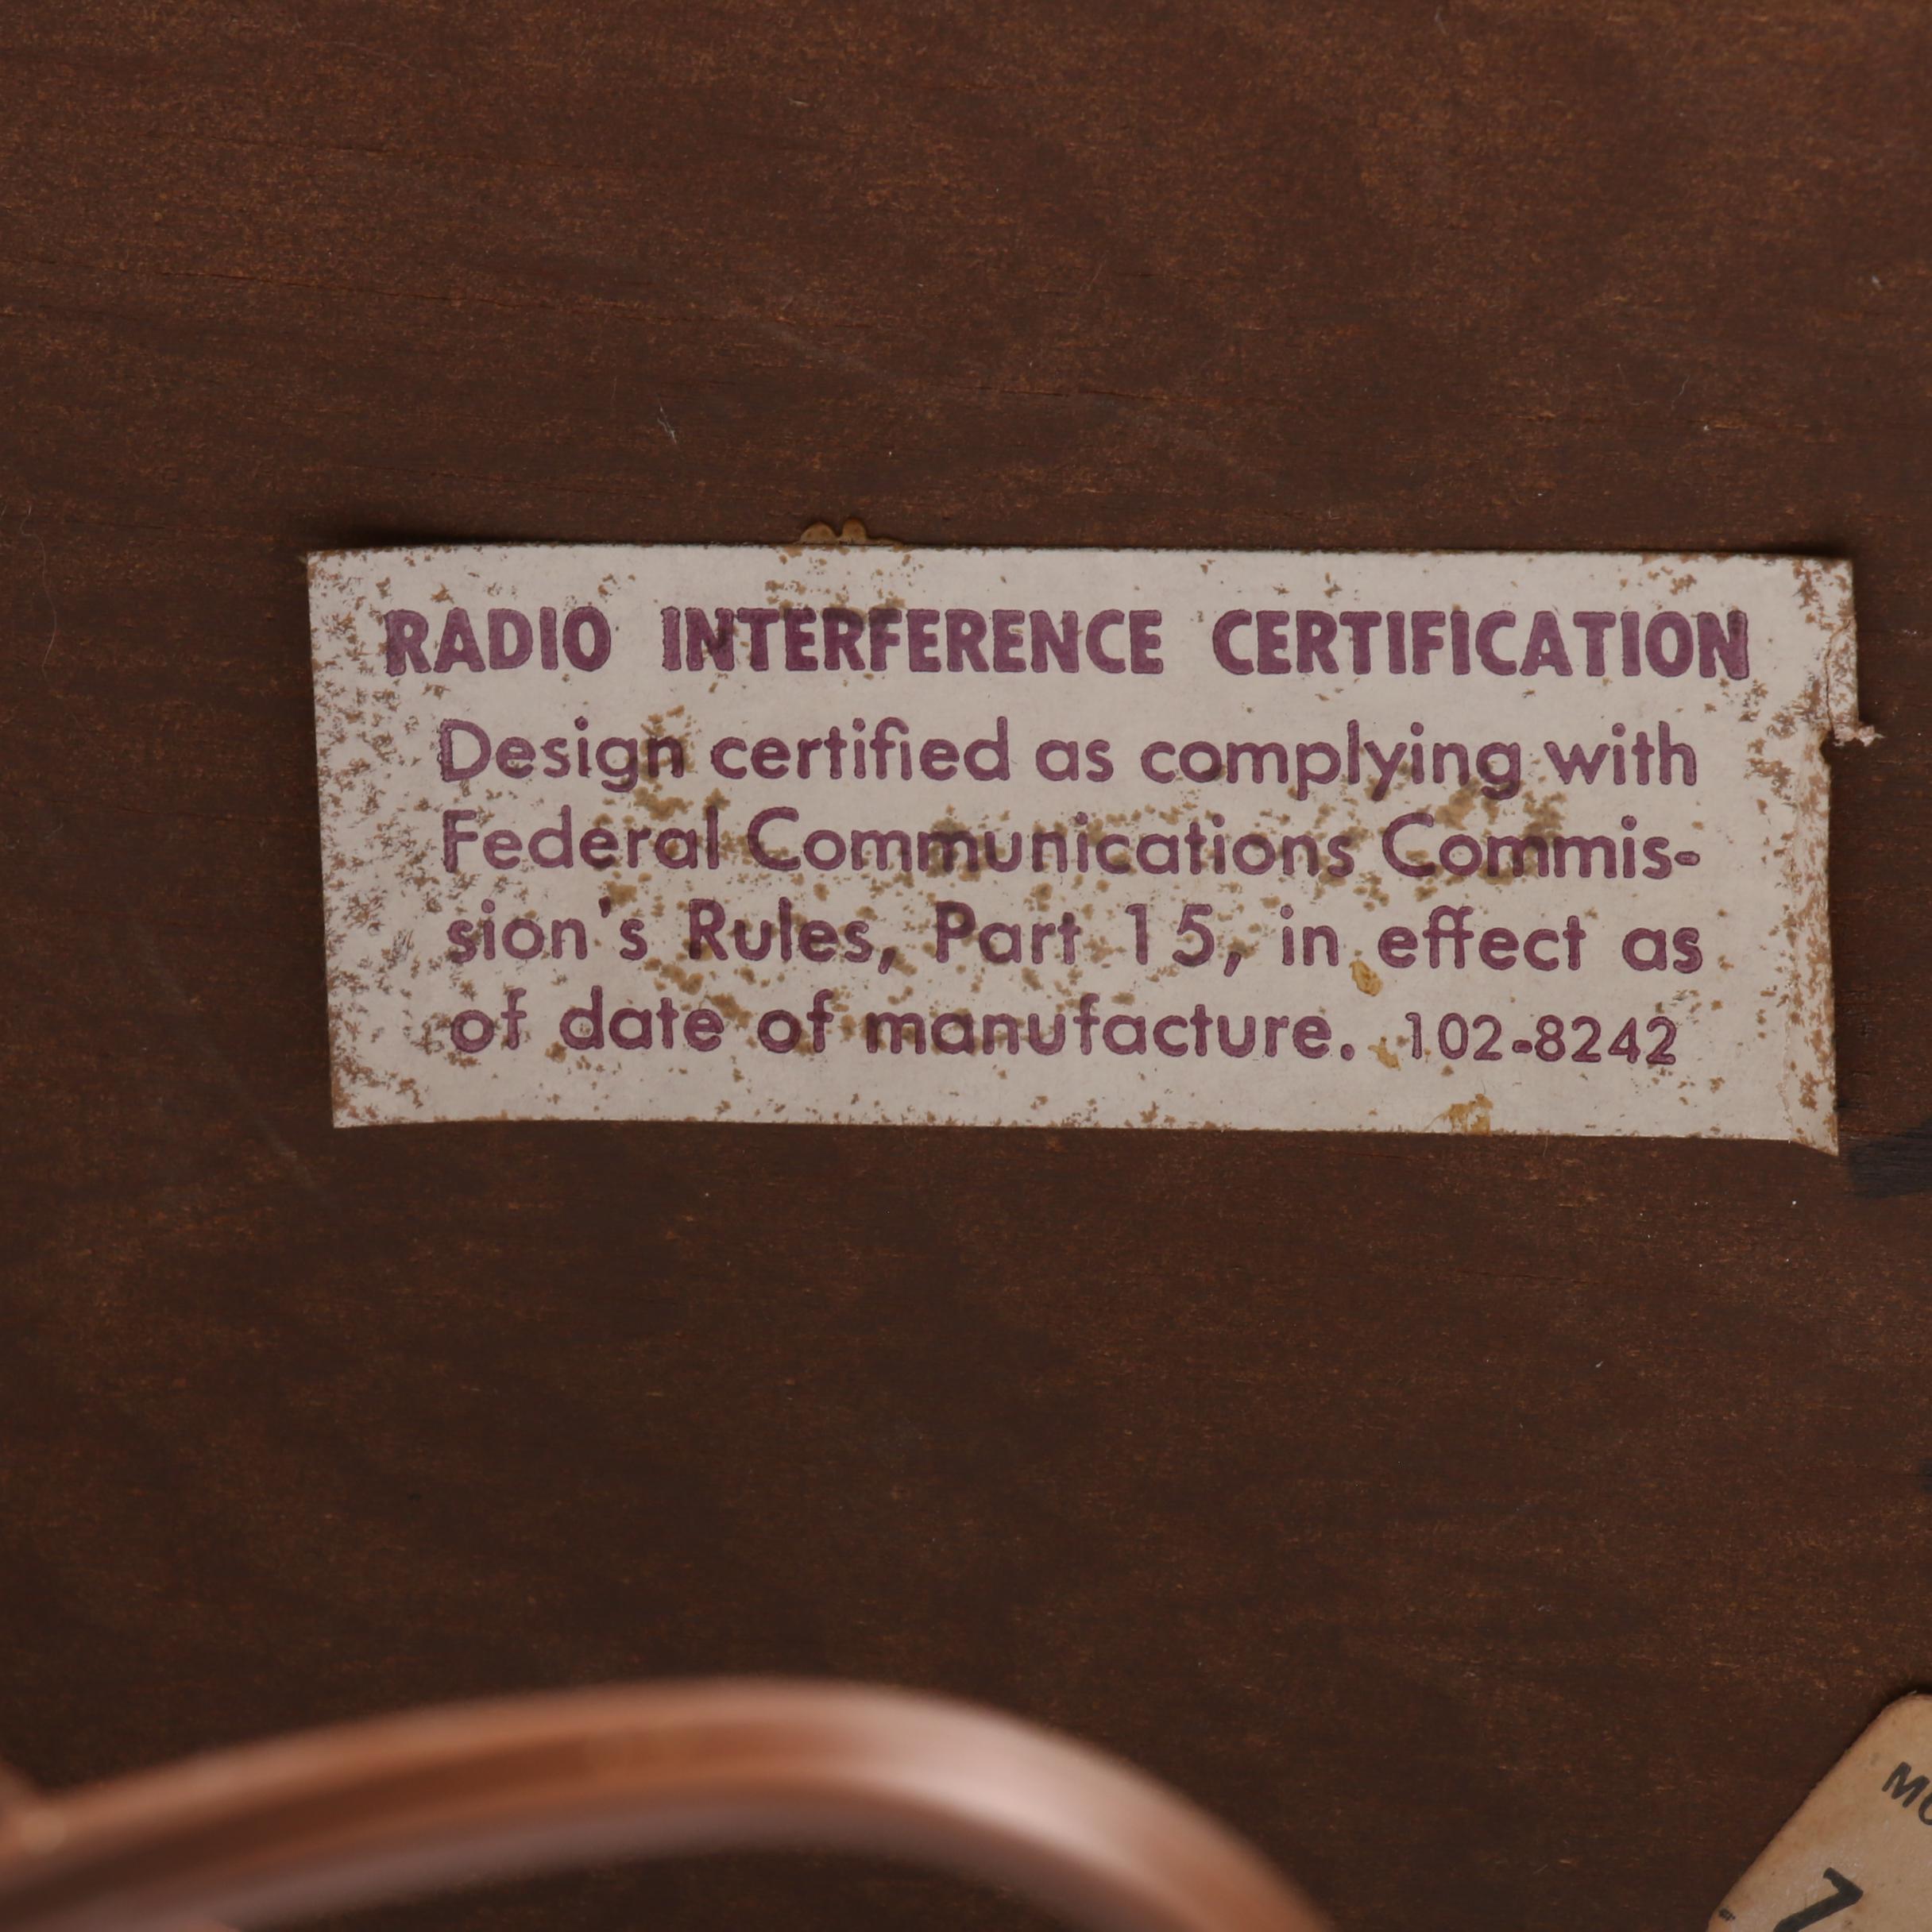 RADIO INTERFERENCE CERTIFICATION
Design certified as complying with
Federal Communications Commis-
sion's Rules, Part 15, in effect as
of date of manufacture. 102-8242